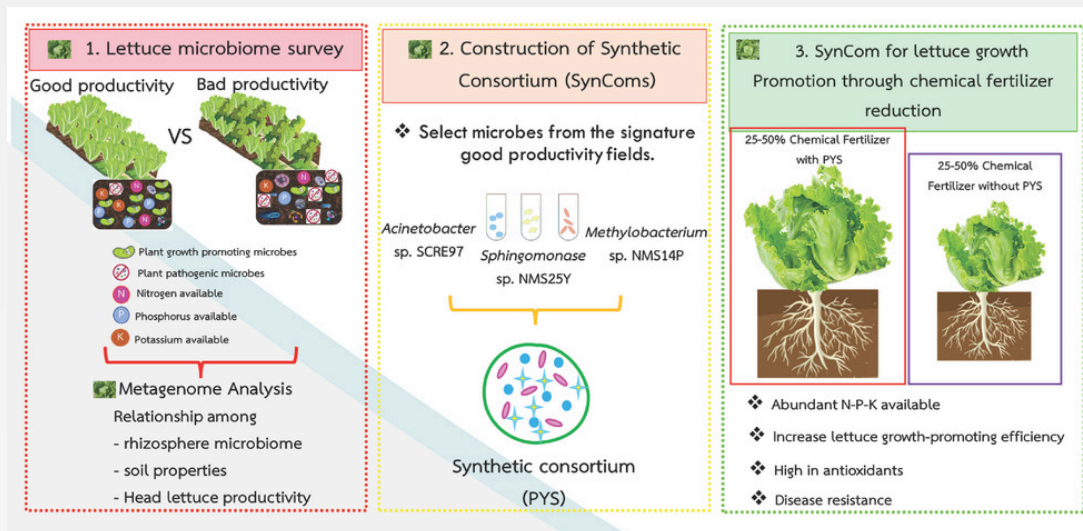 1. Lettuce microbiome survey
Good productivity
Bad productivity
VS
K
N
P
Plant growth promoting microbes
Plant pathogenic microbes
N
Nitrogen available
P
Phosphorus available
K
Potassium available
Metagenome Analysis
Relationship among
- rhizosphere microbiome
- soil properties
- Head lettuce productivity
2. Construction of Synthetic
Consortium (SynComs)
❖ Select microbes from the signature
good productivity fields.
Acinetobacter
sp. SCRE97
Sphingomonase
sp. NMS25Y
Methylobacterium
sp. NMS14P
Synthetic consortium
(PYS)
3. SynCom for lettuce growth
Promotion through chemical fertilizer
reduction
25-50% Chemical Fertilizer
with PYS
25-50% Chemical
Fertilizer without PYS
❖ Abundant N-P-K available
❖ Increase lettuce growth-promoting efficiency
❖ High in antioxidants
❖ Disease resistance